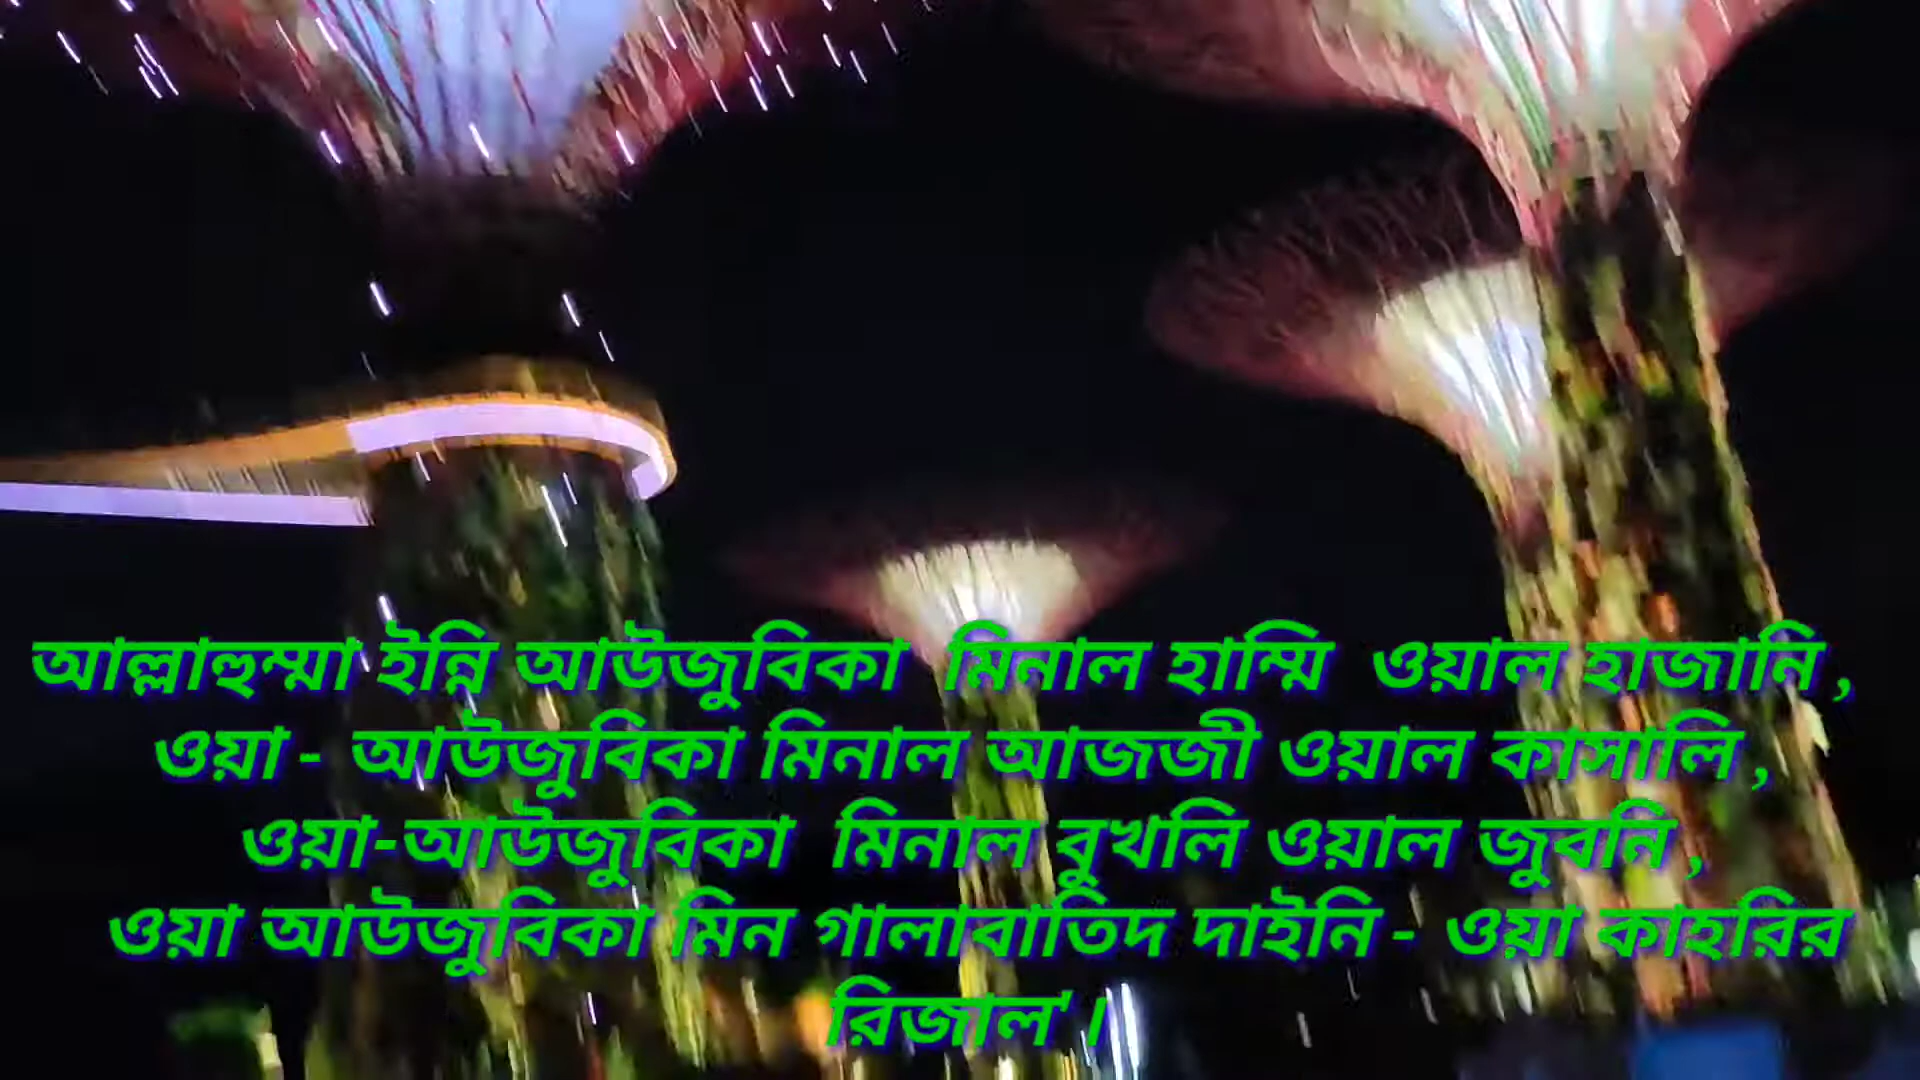 আল্লাহুম্মা ইন্নি আউজুবিকা মিনাল হাম্মি ওয়াল হাজানি,
ওয়া - আউজুবিকা মিনাল আজজী ওয়াল কাসালি,
ওয়া-আউজুবিকা মিনাল বুখলি ওয়াল জুবনি,
ওয়া আউজুবিকা মিন গালাবাতিদ দাইনি - ওয়া কাহরির
রিজাল'।